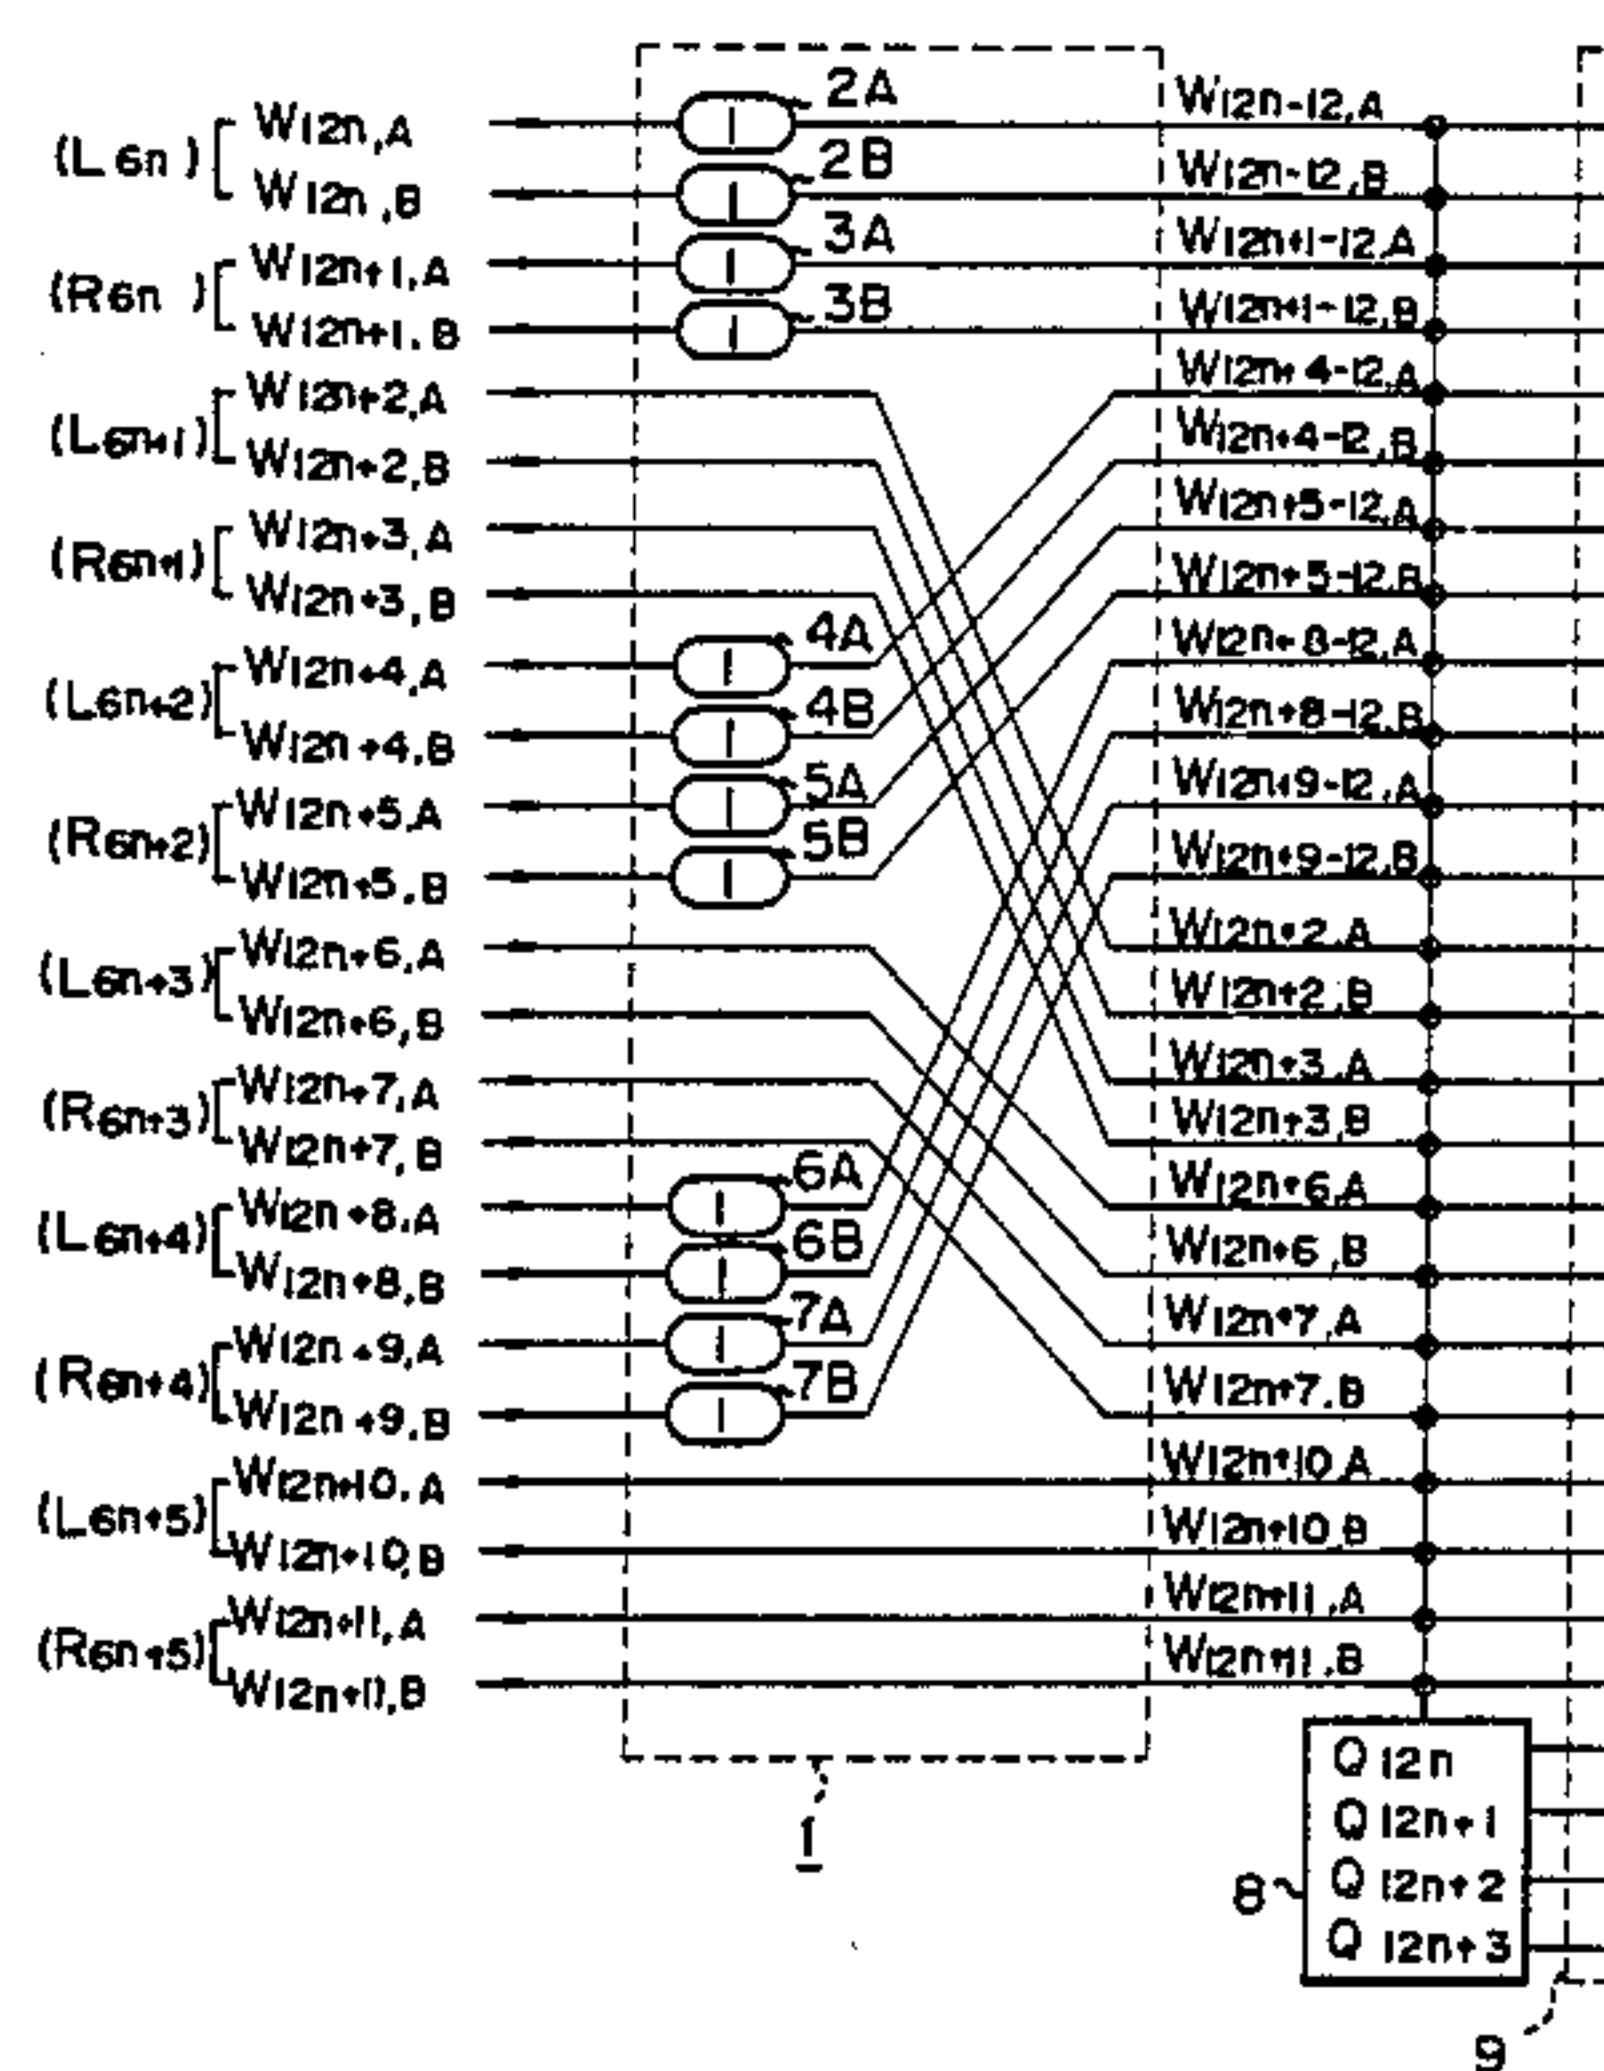 (L6n) W12n,A 2A W12n-12,A
W12n,B 2B W12n-12,B
(R6n) W12n+1,A 3A W12n+1-12,A
W12n+1,B 3B W12n+1-12,B
(L6n+1) W12n+2,A W12n+4-12,A
W12n+2,B W12n+4-12,B
(R6n+1) W12n+3,A W12n+5-12,A
W12n+3,B W12n+5-12,B
(L6n+2) W12n+4,A 4A W12n+8-12,A
W12n+4,B 4B W12n+8-12,B
(R6n+2) W12n+5,A 5A W12n+9-12,A
W12n+5,B 5B W12n+9-12,B
(L6n+3) W12n+6,A W12n+2,A
W12n+6,B W12n+2,B
(R6n+3) W12n+7,A W12n+3,A
W12n+7,B W12n+3,B
(L6n+4) W12n+8,A 6A W12n+6,A
W12n+8,B 6B W12n+6,B
(R6n+4) W12n+9,A 7A W12n+7,A
W12n+9,B 7B W12n+7,B
(L6n+5) W12n+10,A W12n+10,A
W12n+10,B W12n+10,B
(R6n+5) W12n+11,A W12n+11,A
W12n+11,B W12n+11,B
1
Q12n
Q12n+1
8 Q12n+2
Q12n+3
9